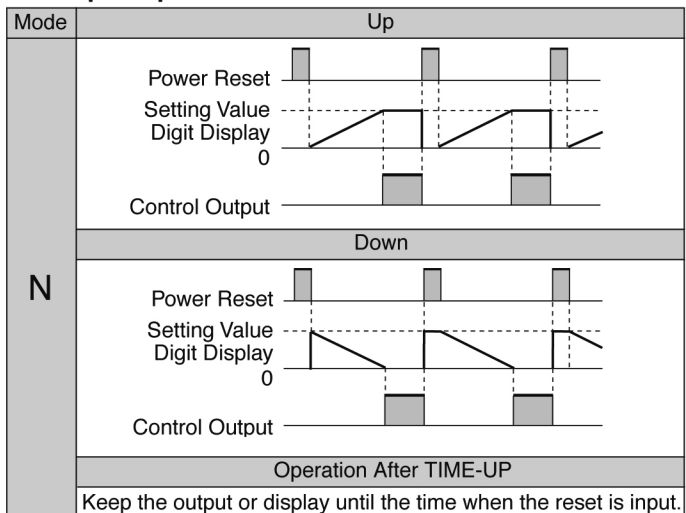 Mode Up
Power Reset
Setting Value
Digit Display
0
Control Output
Down
N
Power Reset
Setting Value
Digit Display
0
Control Output
Operation After TIME-UP
Keep the output or display until the time when the reset is input.